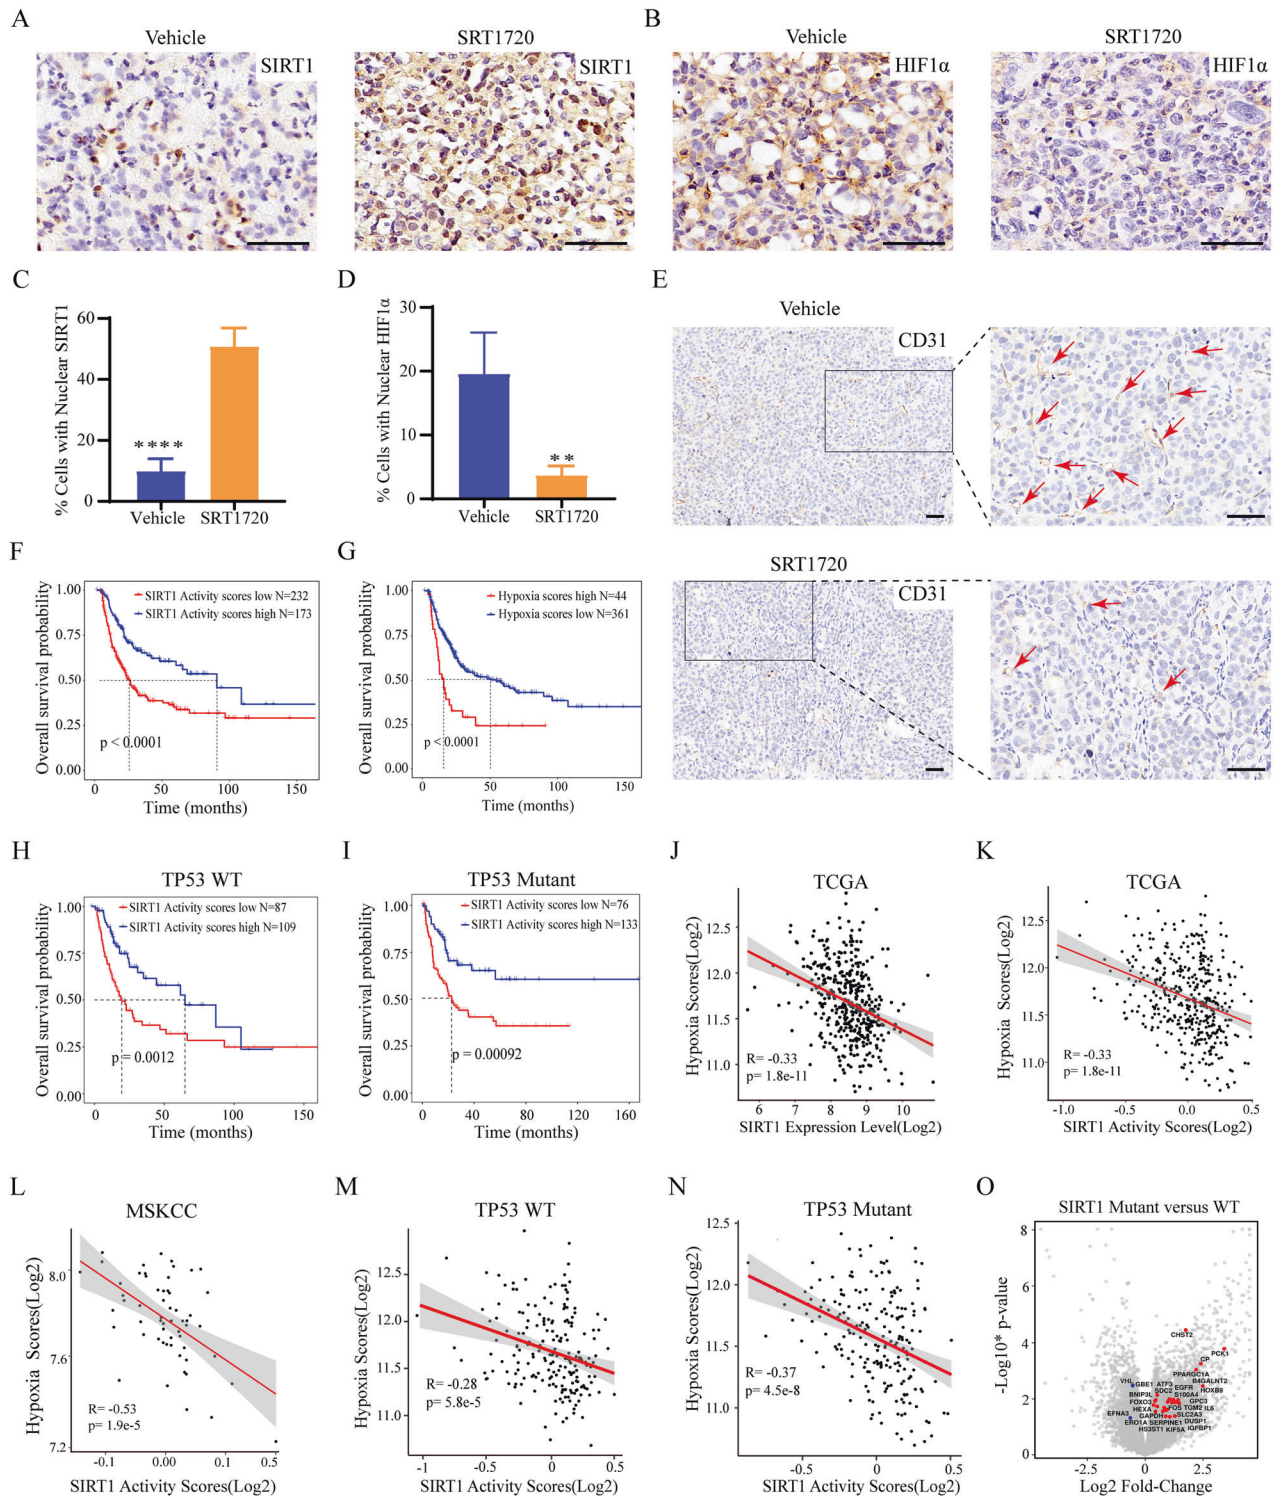 A
Vehicle
SIRT1
SRT1720
SIRT1
B
Vehicle
HIF1α
SRT1720
HIF1α
C
% Cells with Nuclear SIRT1
60
40
20
0
****
Vehicle
SRT1720
D
% Cells with Nuclear HIF1α
30
20
10
0
**
Vehicle
SRT1720
E
Vehicle
CD31
SRT1720
CD31
F
Overall survival probability
1.00
0.75
0.50
0.25
0.00
SIRT1 Activity scores low N=232
SIRT1 Activity scores high N=173
p < 0.0001
0 50 100 150
Time (months)
G
Overall survival probability
1.00
0.75
0.50
0.25
0.00
Hypoxia scores high N=44
Hypoxia scores low N=361
p < 0.0001
0 50 100 150
Time (months)
H
TP53 WT
Overall survival probability
1.00
0.75
0.50
0.25
0.00
SIRT1 Activity scores low N=87
SIRT1 Activity scores high N=109
p = 0.0012
0 50 100 150
Time (months)
I
TP53 Mutant
Overall survival probability
1.00
0.75
0.50
0.25
0.00
SIRT1 Activity scores low N=76
SIRT1 Activity scores high N=133
p = 0.00092
0 40 80 120 160
Time (months)
J
TCGA
Hypoxia Scores(Log2)
12.5
12.0
11.5
11.0
R= -0.33
p= 1.8e-11
6 7 8 9 10
SIRT1 Expression Level(Log2)
K
TCGA
Hypoxia Scores(Log2)
12.5
12.0
11.5
11.0
R= -0.33
p= 1.8e-11
-1.0 -0.5 0.0 0.5
SIRT1 Activity Scores(Log2)
L
MSKCC
Hypoxia Scores(Log2)
8.0
7.6
7.2
R= -0.53
p= 1.9e-5
-0.1 0.00 0.1 0.5
SIRT1 Activity Scores(Log2)
M
TP53 WT
Hypoxia Scores(Log2)
12.5
12.0
11.5
11.0
R= -0.28
p= 5.8e-5
-1 -0.5 0.0 0.5
SIRT1 Activity Scores(Log2)
N
TP53 Mutant
Hypoxia Scores(Log2)
12.5
12.0
11.5
11.0
R= -0.37
p= 4.5e-8
-0.5 0.0 0.5
SIRT1 Activity Scores(Log2)
O
SIRT1 Mutant versus WT
-Log10* p-value
8
6
4
2
0
CHST2
PCK1
CP
PPARGC1A
VHL GBE1 ATF3 B4GALNT2
SDC2 EGFR HOXB9
BNIP3L S100A4
FOXO3 GPC3
HEXA FOS TGM2 IL6
EFNA3 GAPDH SLC2A3
ERO1A SERPINE1 DUSP1
HS3ST1 KIF5A IGFBP1
-2.5 0 2.5
Log2 Fold-Change